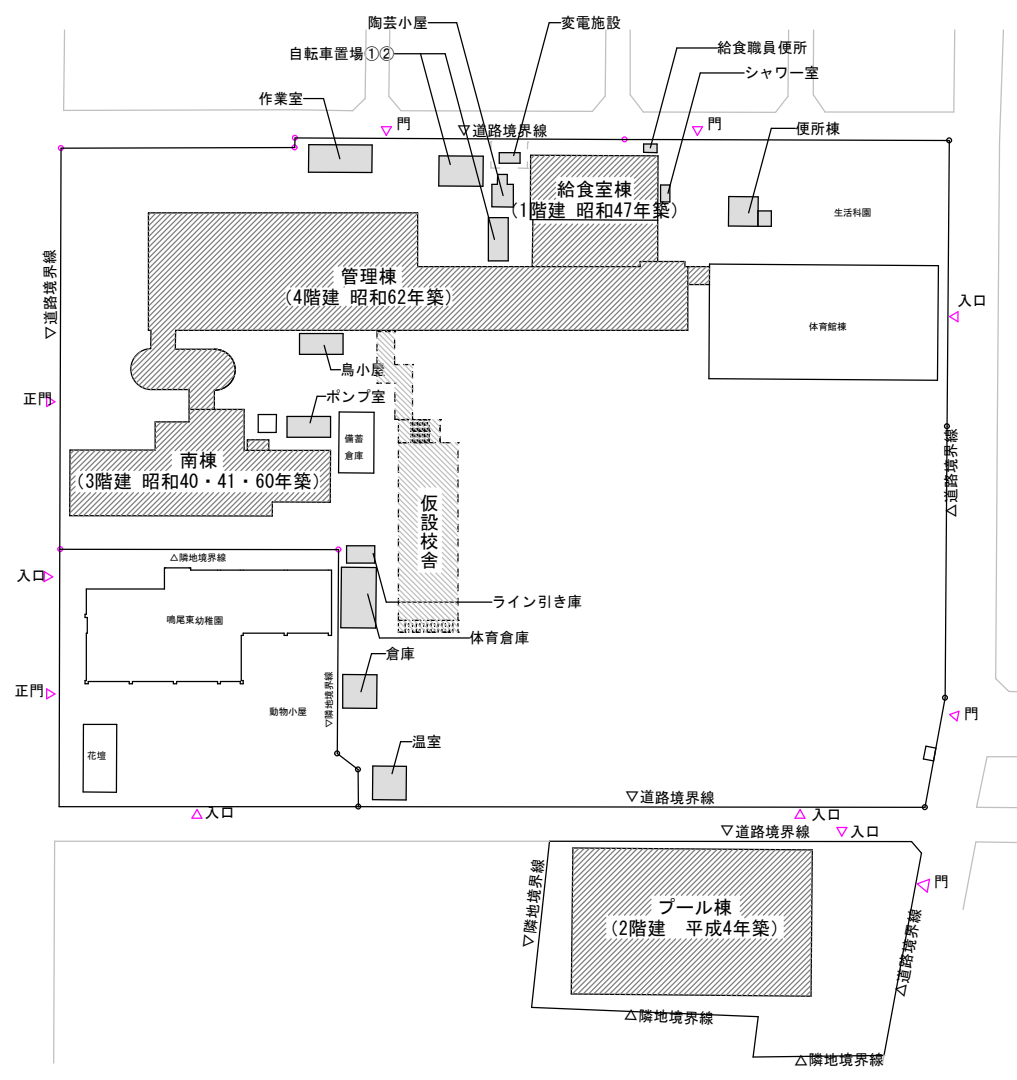 陶芸小屋
変電施設
自転車置場①②
給食職員便所
シャワー室
作業室
門
▽道路境界線
門
便所棟
給食室棟
(1階建 昭和47年築)
生活科園
管理棟
(4階建 昭和62年築)
▽道路境界線
入口
体育館棟
鳥小屋
正門
ポンプ室
備蓄
倉庫
南棟
(3階建 昭和40・41・60年築)
△道路境界線
仮設校舎
△隣地境界線
入口
ライン引き庫
鳴尾東幼稚園
体育倉庫
倉庫
正門
動物小屋
▽隣地境界線
門
温室
花壇
▽道路境界線
入口
入口
▽道路境界線
入口
門
▽隣地境界線
プール棟
(2階建 平成4年築)
△道路境界線
△隣地境界線
△隣地境界線